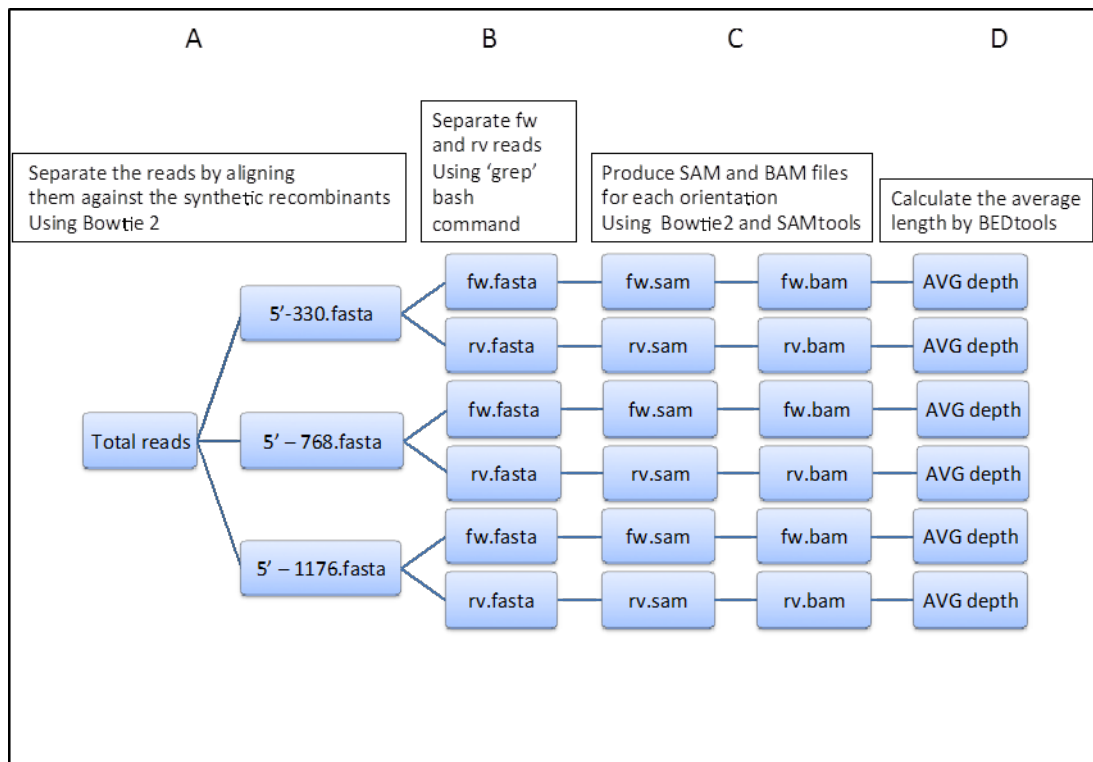 A
B
C
D
Separate the reads by aligning
them against the synthetic recombinants
Using Bowtie 2
Separate fw
and rv reads
Using ‘grep’
bash
command
Produce SAM and BAM files
for each orientation
Using Bowtie2 and SAMtools
Calculate the average
length by BEDtools
Total reads
5’-330.fasta
5’ – 768.fasta
5’ – 1176.fasta
fw.fasta
fw.sam
fw.bam
AVG depth
rv.fasta
rv.sam
rv.bam
AVG depth
fw.fasta
fw.sam
fw.bam
AVG depth
rv.fasta
rv.sam
rv.bam
AVG depth
fw.fasta
fw.sam
fw.bam
AVG depth
rv.fasta
rv.sam
rv.bam
AVG depth